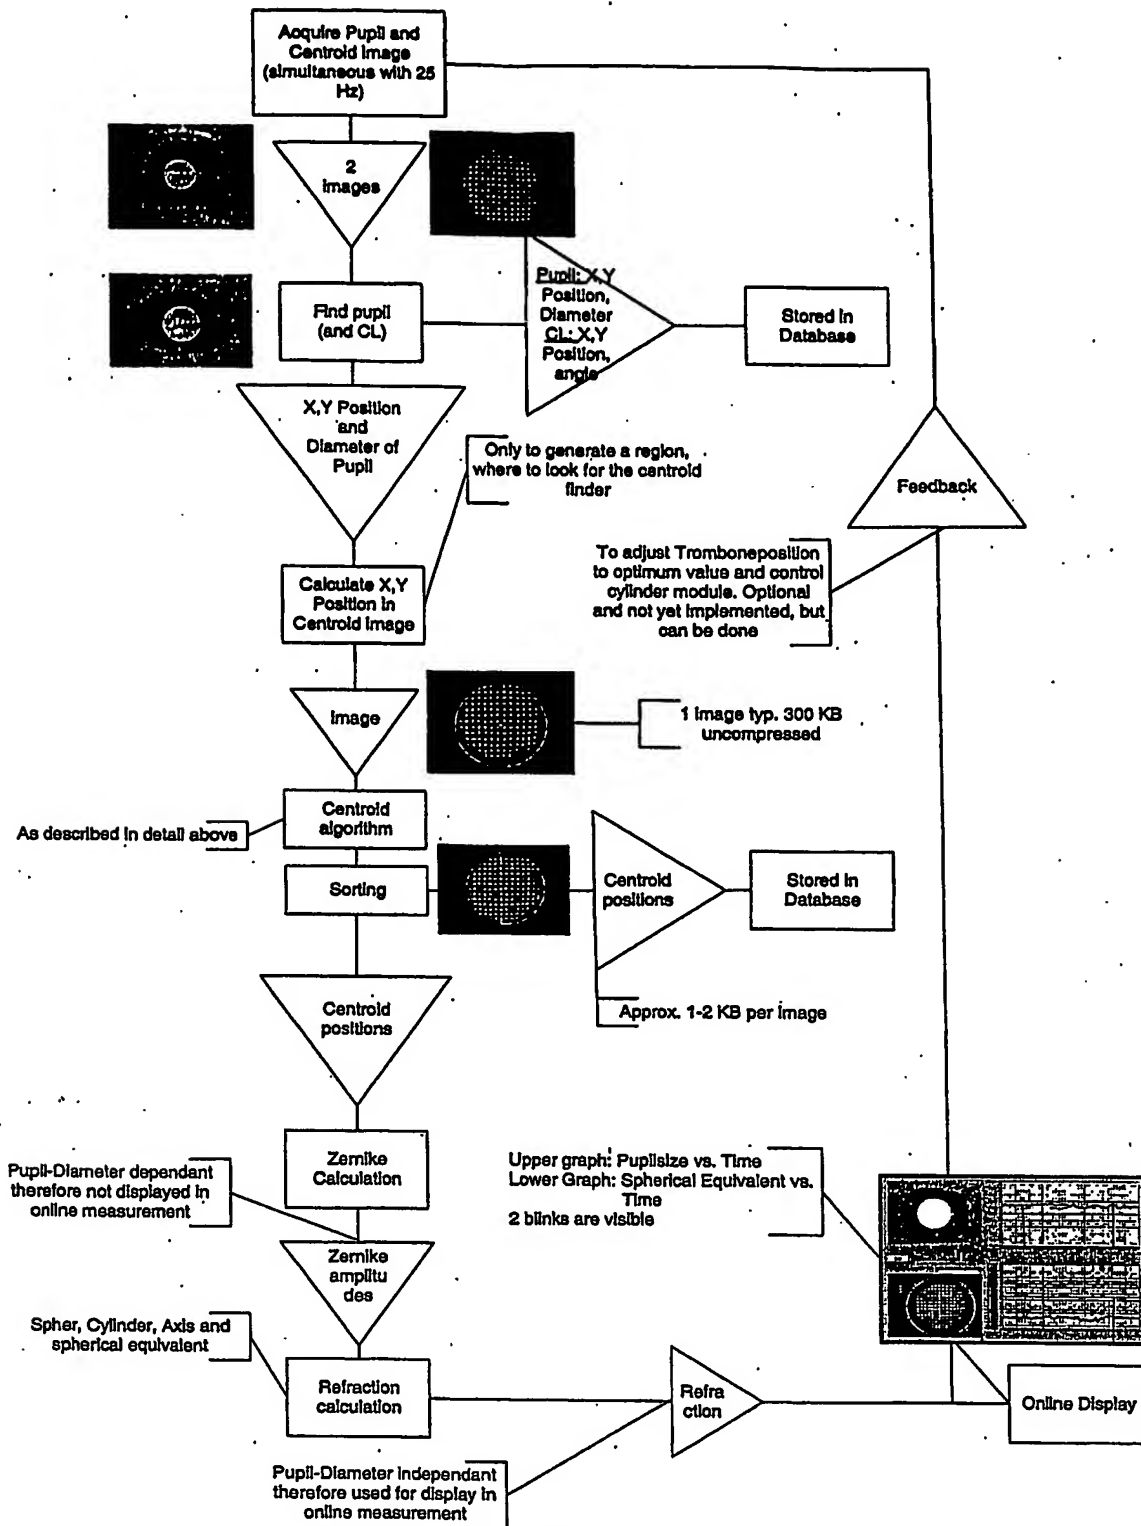 Acquire Pupil and
Centroid Image
(simultaneous with 25
Hz)
2
images
Find pupil
(and CL)
Pupil: X,Y
Position,
Diameter
CL: X,Y
Position,
angle
Stored in
Database
X,Y Position
and
Diameter of
Pupil
Only to generate a region,
where to look for the centroid
finder
Feedback
To adjust Tromboneposition
to optimum value and control
cylinder module. Optional
and not yet implemented, but
can be done
Calculate X,Y
Position in
Centroid Image
Image
1 Image typ. 300 KB
uncompressed
Centroid
algorithm
As described in detail above
Sorting
Centroid
positions
Stored in
Database
Approx. 1-2 KB per image
Centroid
positions
Zernike
Calculation
Pupil-Diameter dependant
therefore not displayed in
online measurement
Upper graph: Pupilsize vs. Time
Lower Graph: Spherical Equivalent vs.
Time
2 blinks are visible
Zernike
amplitu
des
Spher, Cylinder, Axis and
spherical equivalent
Refraction
calculation
Refra
ction
Online Display
Pupil-Diameter independant
therefore used for display in
online measurement